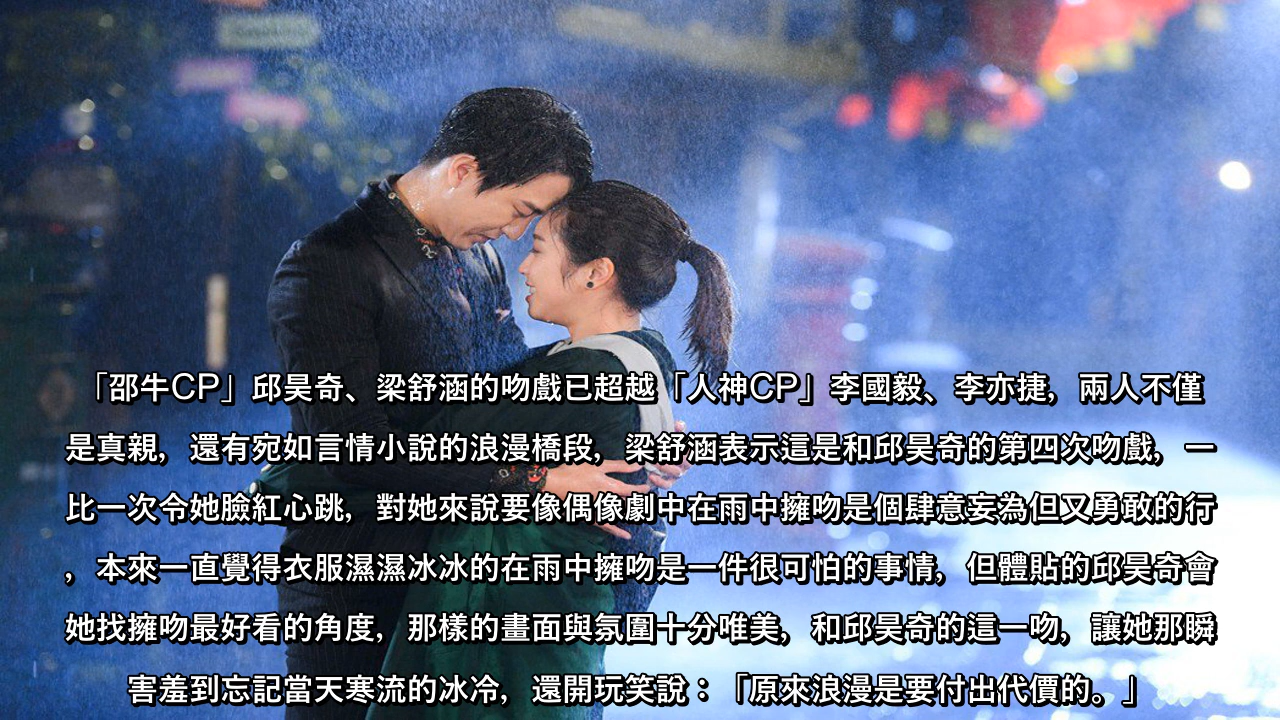 「邵牛CP」邱昊奇、梁舒涵的吻戲已超越「人神CP」李國毅、李亦捷，兩人不僅
是真親，還有宛如言情小說的浪漫橋段，梁舒涵表示這是和邱昊奇的第四次吻戲，一
比一次令她臉紅心跳，對她來說要像偶像劇中在雨中擁吻是個肆意妄為但又勇敢的行
，本來一直覺得衣服濕濕冰冰的在雨中擁吻是一件很可怕的事情，但體貼的邱昊奇會
她找擁吻最好看的角度，那樣的畫面與氛圍十分唯美，和邱昊奇的這一吻，讓她那瞬
害羞到忘記當天寒流的冰冷，還開玩笑說：「原來浪漫是要付出代價的。」